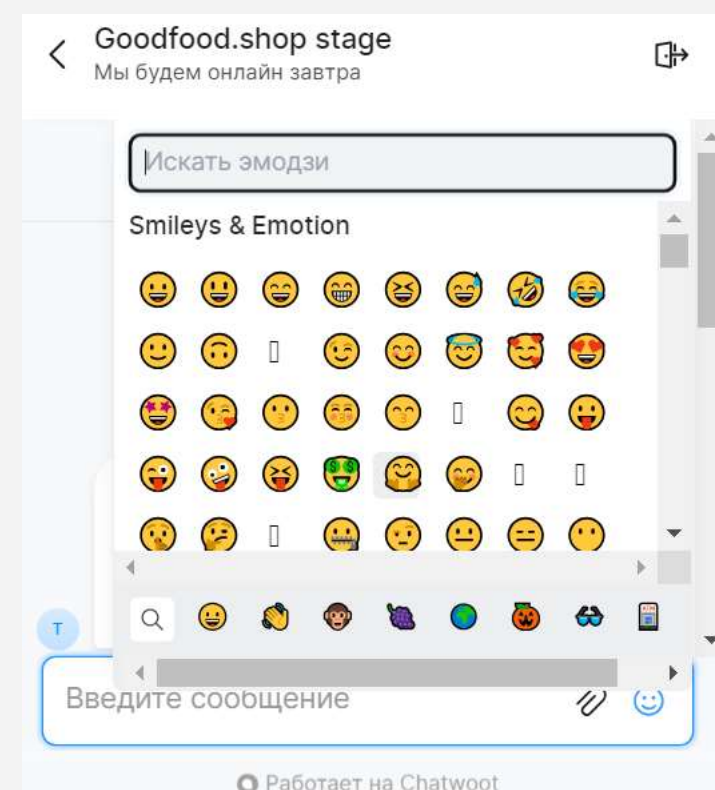 Goodfood.shop stage
Мы будем онлайн завтра
Искать эмодзи
Smileys & Emotion
T
Введите сообщение
Работает на Chatwoot